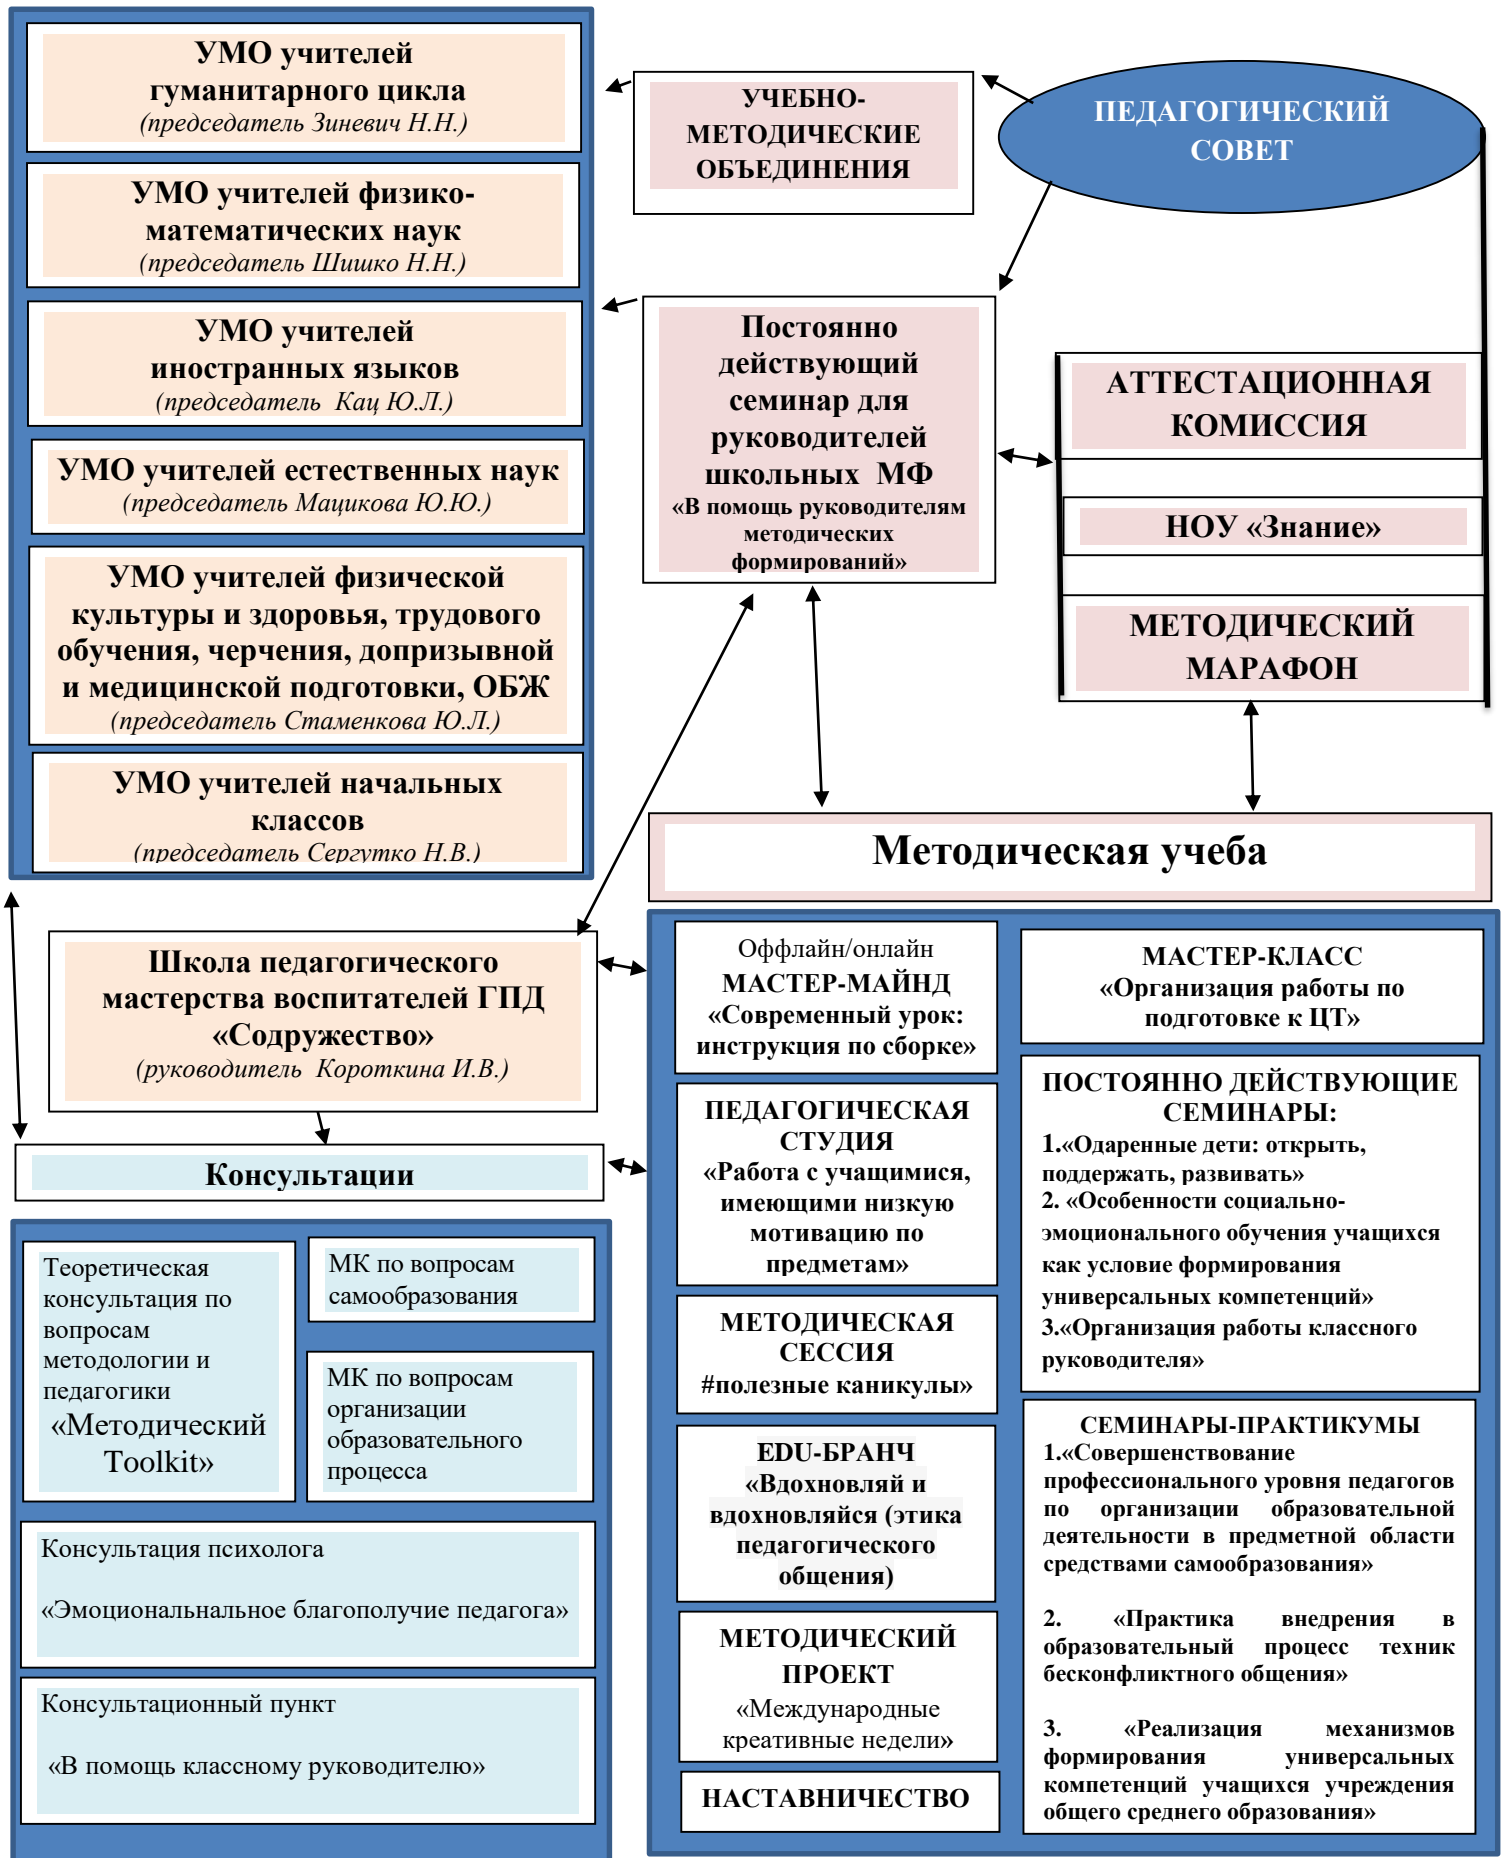 УМО учителей
гуманитарного цикла
(председатель Зиневич Н.Н.)
УМО учителей физико-
математических наук
(председатель Шишко Н.Н.)
УМО учителей
иностранных языков
(председатель Кац Ю.Л.)
УМО учителей естественных наук
(председатель Мацикова Ю.Ю.)
УМО учителей физической
культуры и здоровья, трудового
обучения, черчения, допризывной
и медицинской подготовки, ОБЖ
(председатель Стаменкова Ю.Л.)
УМО учителей начальных
классов
(председатель Сергутко Н.В.)
УЧЕБНО-
МЕТОДИЧЕСКИЕ
ОБЪЕДИНЕНИЯ
ПЕДАГОГИЧЕСКИЙ
СОВЕТ
Постоянно
действующий
семинар для
руководителей
школьных МФ
«В помощь руководителям
методических
формирований»
АТТЕСТАЦИОННАЯ
КОМИССИЯ
НОУ «Знание»
МЕТОДИЧЕСКИЙ
МАРАФОН
Методическая учеба
Школа педагогического
мастерства воспитателей ГПД
«Содружество»
(руководитель Короткина И.В.)
Консультации
Теоретическая
консультация по
вопросам
методологии и
педагогики
«Методический
Toolkit»
МК по вопросам
самообразования
МК по вопросам
организации
образовательного
процесса
Консультация психолога
«Эмоциональнальное благополучие педагога»
Консультационный пункт
«В помощь классному руководителю»
Оффлайн/онлайн
МАСТЕР-МАЙНД
«Современный урок:
инструкция по сборке»
ПЕДАГОГИЧЕСКАЯ
СТУДИЯ
«Работа с учащимися,
имеющими низкую
мотивацию по
предметам»
МЕТОДИЧЕСКАЯ
СЕССИЯ
#полезные каникулы»
EDU-БРАНЧ
«Вдохновляй и
вдохновляйся (этика
педагогического
общения)
МЕТОДИЧЕСКИЙ
ПРОЕКТ
«Международные
креативные недели»
НАСТАВНИЧЕСТВО
МАСТЕР-КЛАСС
«Организация работы по
подготовке к ЦТ»
ПОСТОЯННО ДЕЙСТВУЮЩИЕ
СЕМИНАРЫ:
1.«Одаренные дети: открыть,
поддержать, развивать»
2. «Особенности социально-
эмоционального обучения учащихся
как условие формирования
универсальных компетенций»
3.«Организация работы классного
руководителя»
СЕМИНАРЫ-ПРАКТИКУМЫ
1.«Совершенствование
профессионального уровня педагогов
по организации образовательной
деятельности в предметной области
средствами самообразования»
2. «Практика внедрения в
образовательный процесс техник
бесконфликтного общения»
3. «Реализация механизмов
формирования универсальных
компетенций учащихся учреждения
общего среднего образования»